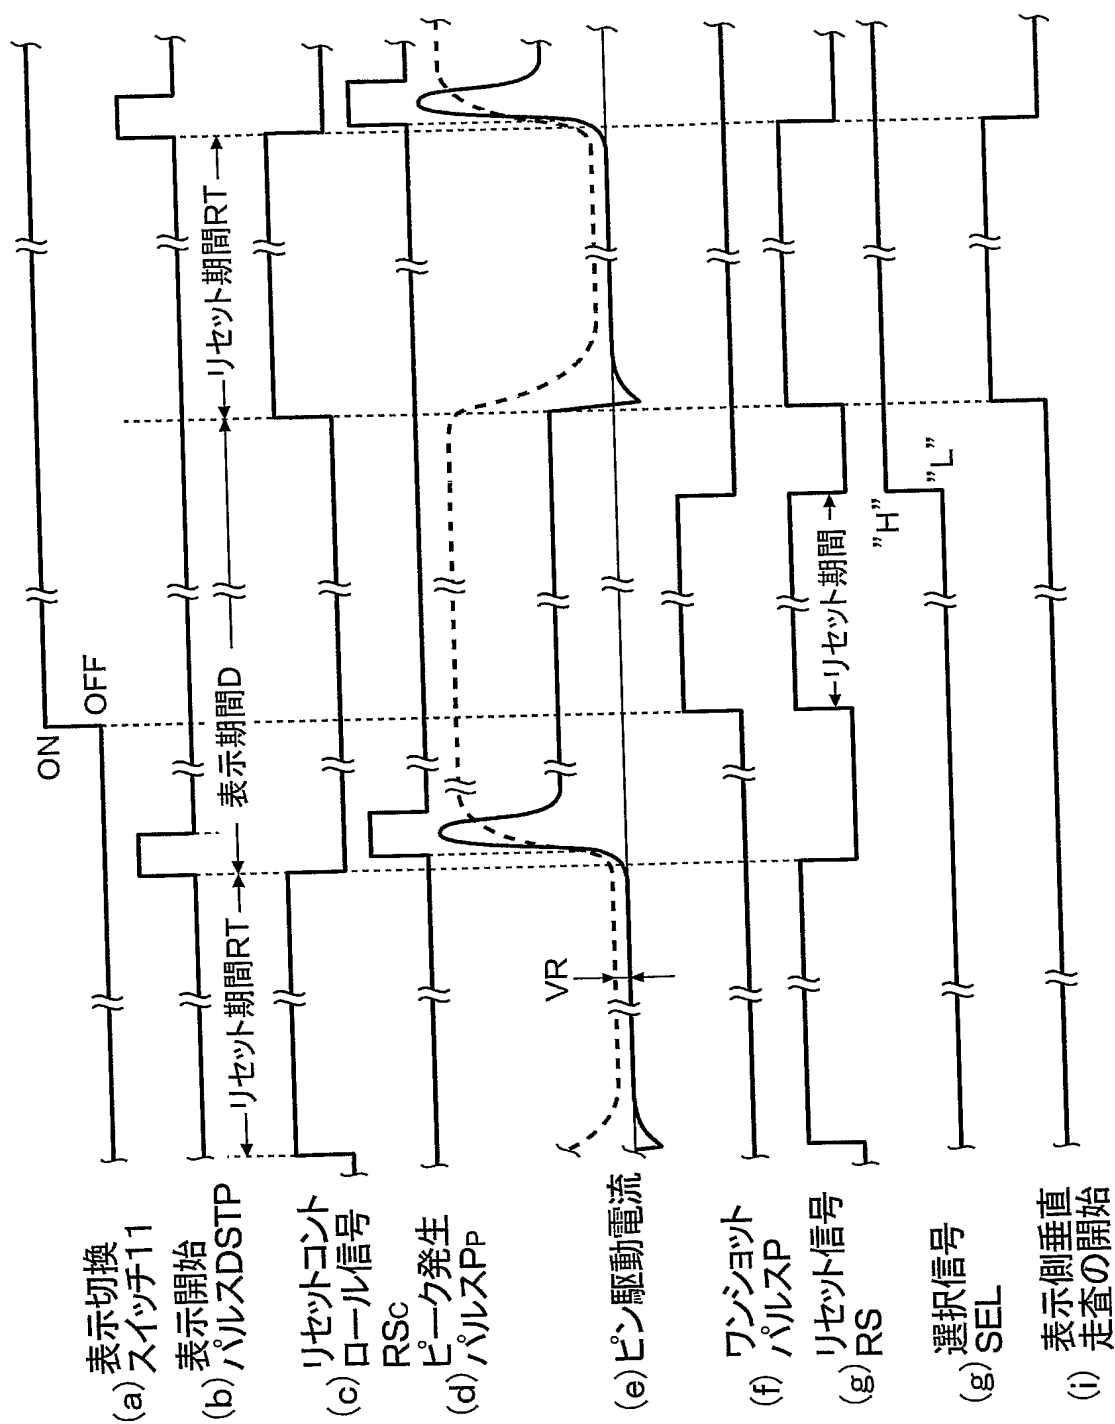 (a) 表示切換
スイッチ11
ON
OFF
(b) 表示開始
パルスDSTP
リセット期間RT
表示期間D
リセット期間RT
(c) リセットコント
ロール信号
RSC
(d) ピーク発生
パルスPP
(e) ピン駆動電流
VR
(f) ワンショット
パルスP
(g) リセット信号
RS
リセット期間
(g) 選択信号
SEL
"H"
"L"
(i) 表示側垂直
走査の開始